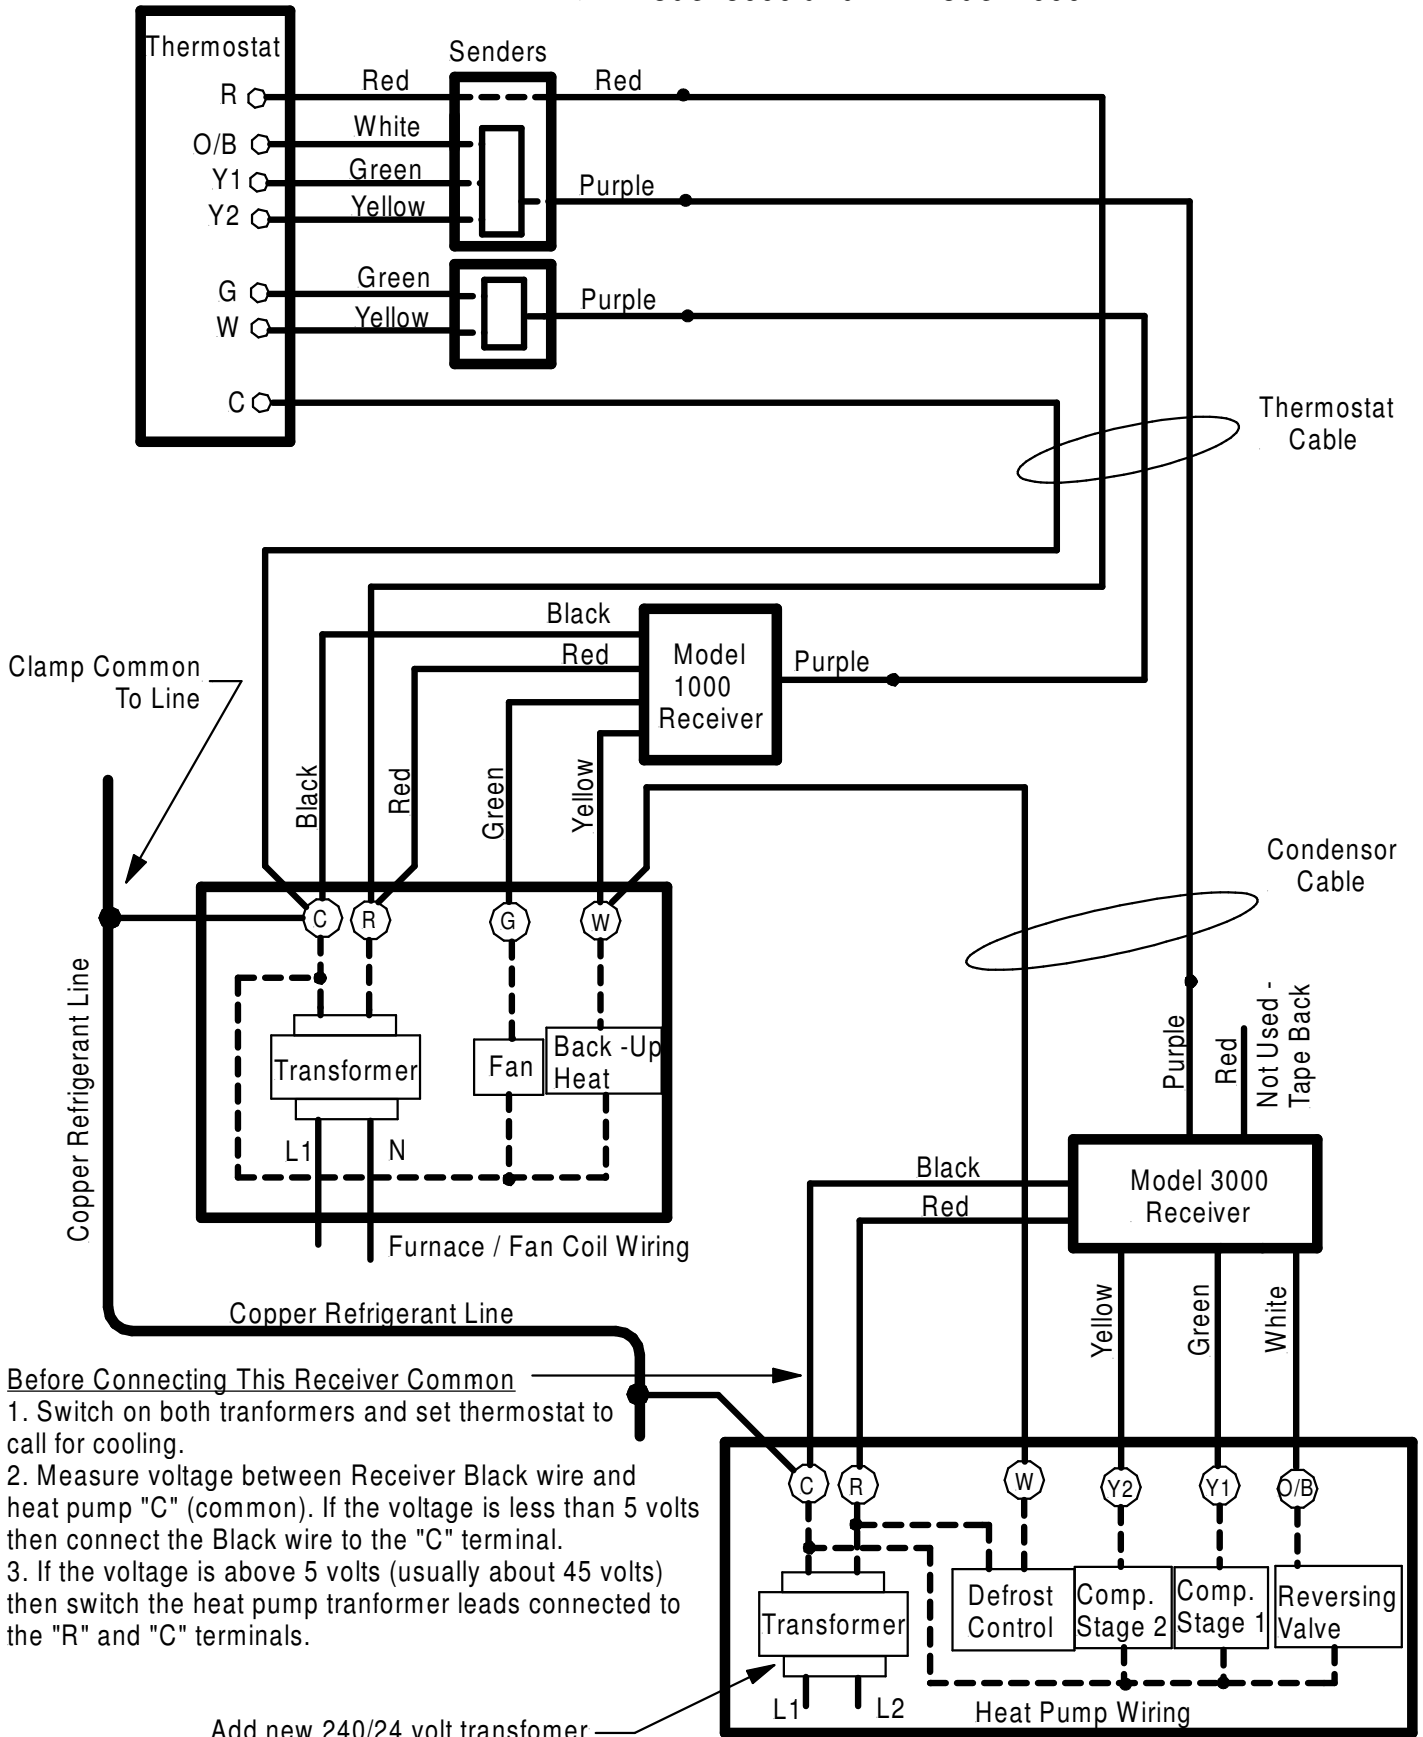 Thermostat
Senders
R
Red
Red
O/B
White
Y1
Green
Purple
Y2
Yellow
G
Green
Purple
W
Yellow
C
Thermostat
Cable
Black
Red
Model
1000
Receiver
Purple
Clamp Common
To Line
Black
Red
Green
Yellow
Condensor
Cable
C
R
G
W
Copper Refrigerant Line
Transformer
Fan
Back -Up
Heat
L1
N
Purple
Red
Not Used -
Tape Back
Black
Red
Model 3000
Receiver
Furnace / Fan Coil Wiring
Copper Refrigerant Line
Yellow
Green
White
Before Connecting This Receiver Common
1. Switch on both tranformers and set thermostat to
call for cooling.
2. Measure voltage between Receiver Black wire and
heat pump "C" (common). If the voltage is less than 5 volts
then connect the Black wire to the "C" terminal.
3. If the voltage is above 5 volts (usually about 45 volts)
then switch the heat pump tranformer leads connected to
the "R" and "C" terminals.
C
R
W
Y2
Y1
O/B
Transformer
Defrost
Control
Comp.
Stage 2
Comp.
Stage 1
Reversing
Valve
L1
L2
Heat Pump Wiring
Add new 240/24 volt transfomer